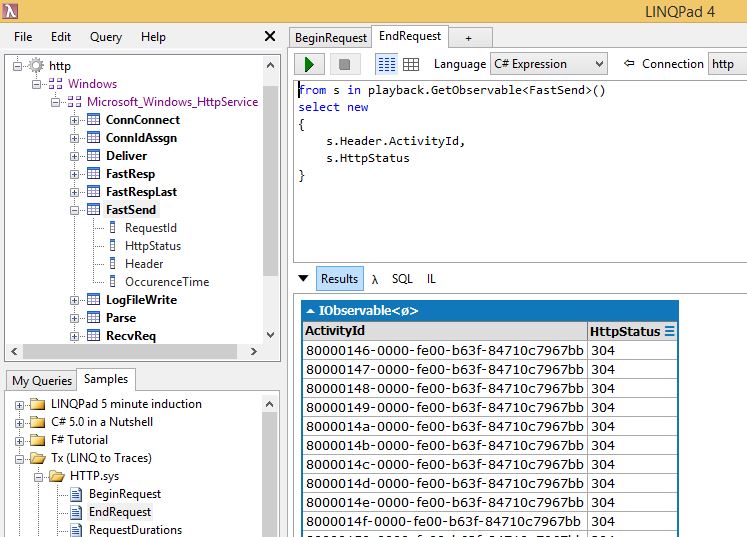 LINQPad 4
File Edit Query Help
http
Windows
Microsoft_Windows_HttpService
ConnConnect
ConnIdAssgn
Deliver
FastResp
FastRespLast
FastSend
RequestId
HttpStatus
Header
OccurenceTime
LogFileWrite
Parse
RecvReq
My Queries Samples
LINQPad 5 minute induction
C# 5.0 in a Nutshell
F# Tutorial
Tx (LINQ to Traces)
HTTP.sys
BeginRequest
EndRequest
RequestDurations
BeginRequest EndRequest +
Language C# Expression Connection http
from s in playback.GetObservable<FastSend>()
select new
{
s.Header.ActivityId,
s.HttpStatus
}
Results λ SQL IL
IObservable<ø>
ActivityId HttpStatus
80000146-0000-fe00-b63f-84710c7967bb 304
80000147-0000-fe00-b63f-84710c7967bb 304
80000148-0000-fe00-b63f-84710c7967bb 304
80000149-0000-fe00-b63f-84710c7967bb 304
8000014a-0000-fe00-b63f-84710c7967bb 304
8000014b-0000-fe00-b63f-84710c7967bb 304
8000014c-0000-fe00-b63f-84710c7967bb 304
8000014d-0000-fe00-b63f-84710c7967bb 304
8000014e-0000-fe00-b63f-84710c7967bb 304
8000014f-0000-fe00-b63f-84710c7967bb 304